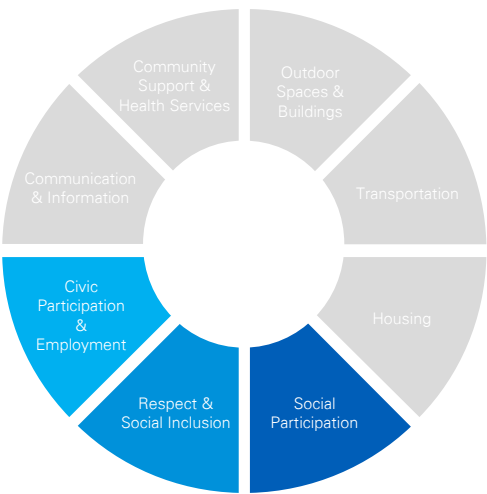 Community
Support &
Health Services
Outdoor
Spaces &
Buildings
Communication
& Information
Transportation
Civic
Participation
&
Employment
Housing
Respect &
Social Inclusion
Social
Participation